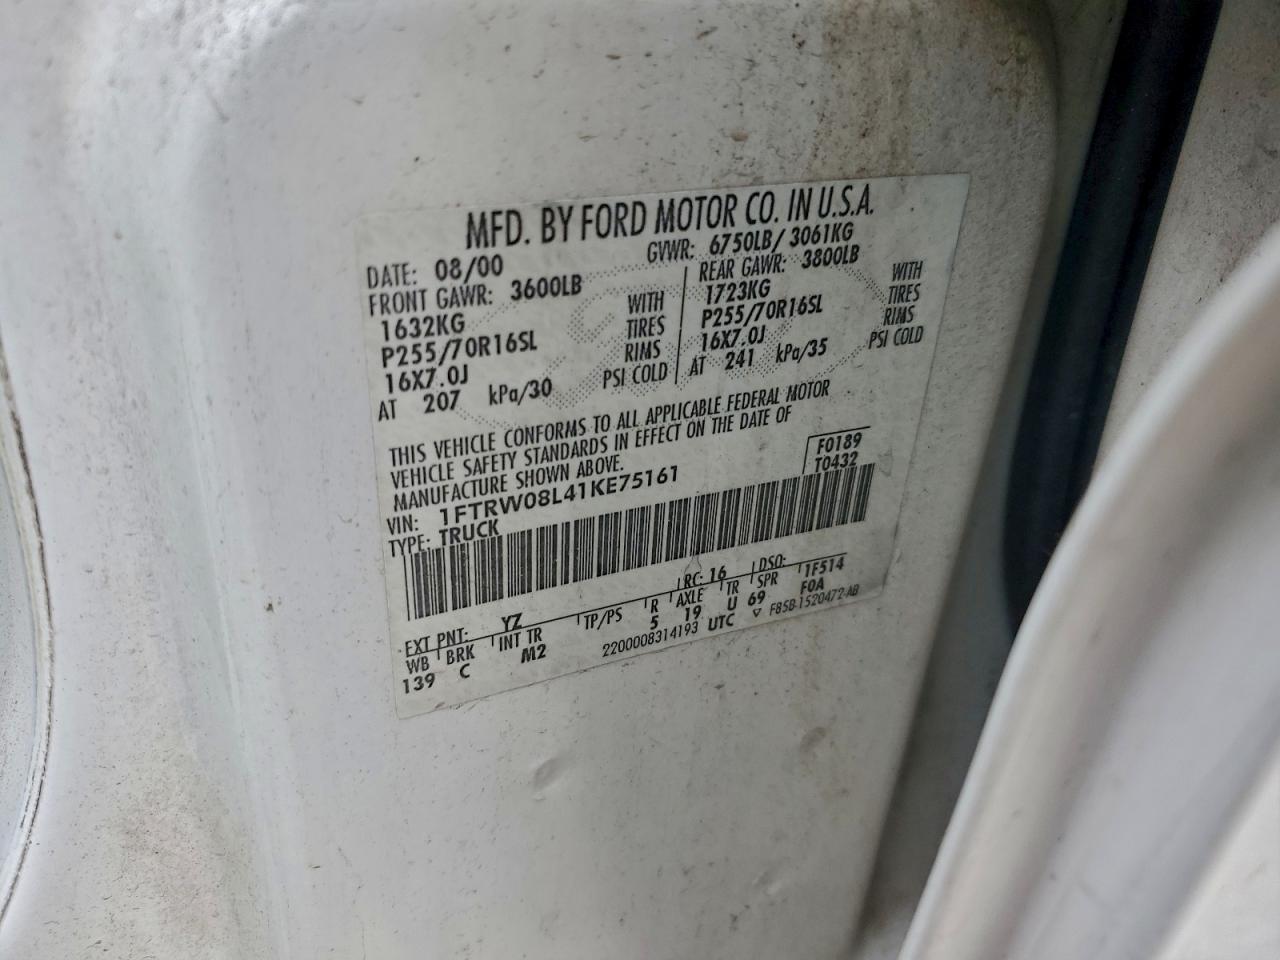 MFD. BY FORD MOTOR CO. IN U.S.A.
DATE: 08/00 GVWR: 6750LB/ 3061KG
FRONT GAWR: 3600LB REAR GAWR: 3800LB
1632KG WITH 1723KG WITH
P255/70R16SL TIRES P255/70R16SL TIRES
16X7.0J RIMS 16X7.0J RIMS
AT 207 kPa/30 PSI COLD AT 241 kPa/35 PSI COLD
THIS VEHICLE CONFORMS TO ALL APPLICABLE FEDERAL MOTOR
VEHICLE SAFETY STANDARDS IN EFFECT ON THE DATE OF
MANUFACTURE SHOWN ABOVE. F0189
VIN: 1FTRW08L41KE75161 T0432
TYPE: TRUCK
EXT PNT: YZ RC: 16 DSO: 1F514
WB BRK INT TR TP/PS R AXLE TR SPR F0A
139 C M2 5 19 U 69
2200008314193 UTC ▽ F85B-1520472-AB